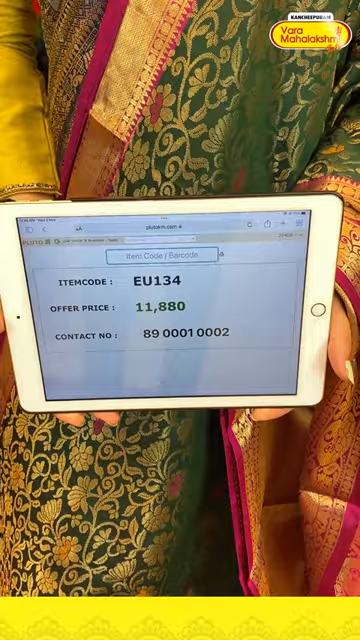 KANCHEEPURAM
Vara
Mahalakshmi
plutokm.com
PLUTO
Item Code / Barcode
ITEMCODE : EU134
OFFER PRICE : 11,880
CONTACT NO : 89 0001 0002